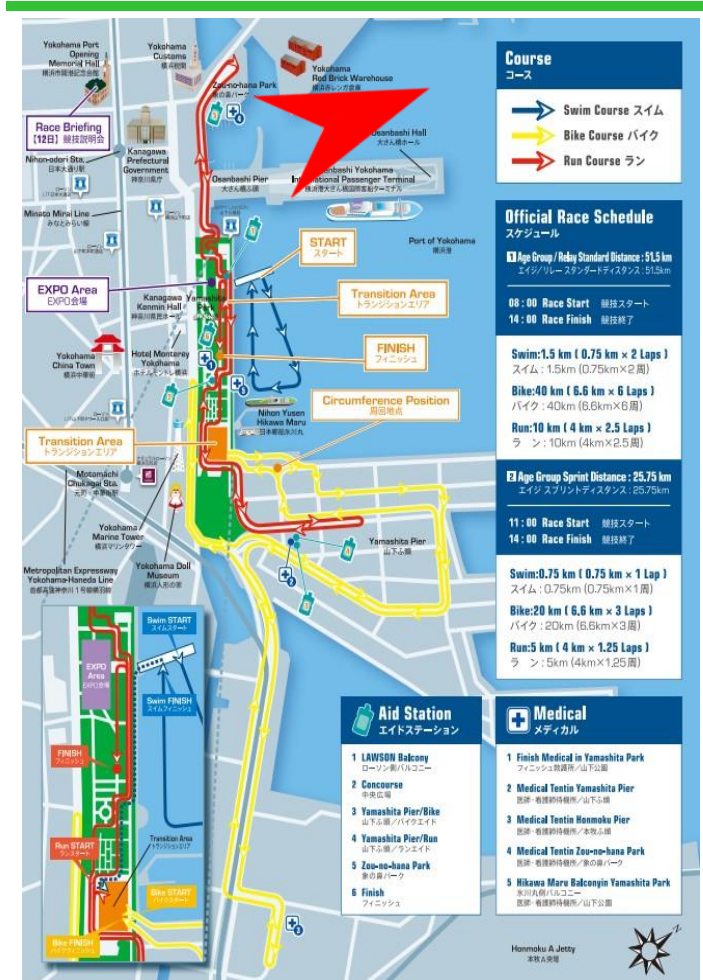 Yokohama Port
Opening
Memorial Hall
横浜市開港記念会館
Yokohama
Customs
横浜税関
Yokohama
Red Brick Warehouse
横浜赤レンガ倉庫
Zou-no-hana Park
象の鼻パーク
Race Briefing
【12日】競技説明会
Nihon-odori Sta.
日本大通り駅
Kanagawa
Prefectural
Government
神奈川県庁
Osanbashi Hall
大さん橋ホール
Osanbashi Pier
大さん橋ふ頭
International Passenger Terminal
横浜港大さん橋国際客船ターミナル
Minato Mirai Line
みなとみらい線
START
スタート
Port of Yokohama
横浜港
EXPO Area
EXPO会場
Kanagawa
Kenmin Hall
神奈川県民ホール
Yamashita
Park
Transition Area
トランジションエリア
Yokohama
China Town
横浜中華街
Hotel Monterey
Yokohama
ホテルモントレ横浜
FINISH
フィニッシュ
Nihon Yusen
Hikawa Maru
日本郵船氷川丸
Circumference Position
周回地点
Transition Area
トランジションエリア
Motomachi
Chukagai Sta.
元町・中華街駅
Yokohama
Marine Tower
横浜マリンタワー
Yamashita Pier
山下ふ頭
Metropolitan Expressway
Yokohama-Haneda Line
首都高速神奈川1号横羽線
Yokohama Doll
Museum
横浜人形の家
EXPO
Area
EXPO会場
Swim START
スイムスタート
Swim FINISH
スイムフィニッシュ
FINISH
フィニッシュ
Run START
ランスタート
Transition Area
トランジションエリア
Bike START
バイクスタート
Bike FINISH
バイクフィニッシュ
Course
コース
Swim Course スイム
Bike Course バイク
Run Course ラン
Official Race Schedule
スケジュール
1 Age Group / Relay Standard Distance : 51.5km
エイジ/リレー スタンダードディスタンス : 51.5km
08 : 00 Race Start 競技スタート
14 : 00 Race Finish 競技終了
Swim:1.5 km ( 0.75 km × 2 Laps )
スイム : 1.5km (0.75km×2周)
Bike:40 km ( 6.6 km × 6 Laps )
バイク : 40km (6.6km×6周)
Run:10 km ( 4 km × 2.5 Laps )
ラン : 10km (4km×2.5周)
2 Age Group Sprint Distance : 25.75 km
エイジ スプリントディスタンス : 25.75km
11 : 00 Race Start 競技スタート
14 : 00 Race Finish 競技終了
Swim:0.75 km ( 0.75 km × 1 Lap )
スイム : 0.75km (0.75km×1周)
Bike:20 km ( 6.6 km × 3 Laps )
バイク : 20km (6.6km×3周)
Run:5 km ( 4 km × 1.25 Laps )
ラン : 5km (4km×1.25周)
Aid Station
エイドステーション
1 LAWSON Balcony
ローソン側バルコニー
2 Concourse
中央広場
3 Yamashita Pier/Bike
山下ふ頭/バイクエイド
4 Yamashita Pier/Run
山下ふ頭/ランエイド
5 Zou-no-hana Park
象の鼻パーク
6 Finish
フィニッシュ
Medical
メディカル
1 Finish Medical in Yamashita Park
フィニッシュ救護所/山下公園
2 Medical Tentin Yamashita Pier
医師・看護師待機所/山下ふ頭
3 Medical Tentin Honmoku Pier
医師・看護師待機所/本牧ふ頭
4 Medical Tentin Zou-no-hana Park
医師・看護師待機所/象の鼻パーク
5 Hikawa Maru Balconyin Yamashita Park
氷川丸側バルコニー
医師・看護師待機所/山下公園
Honmoku A Jetty
本牧A突堤
N